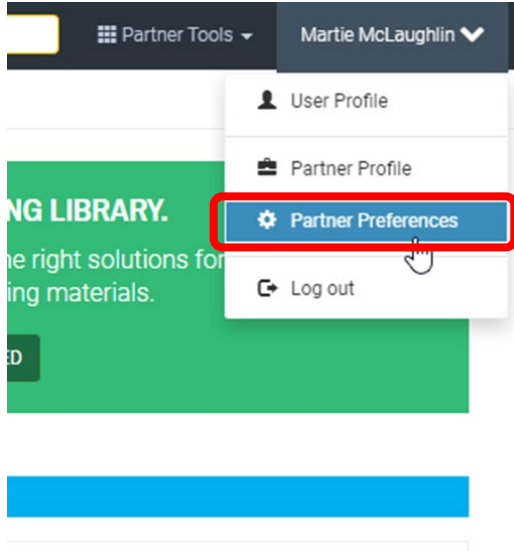 Partner Tools
Martie McLaughlin
User Profile
Partner Profile
NG LIBRARY.
Partner Preferences
e right solutions for
ing materials.
Log out
ED